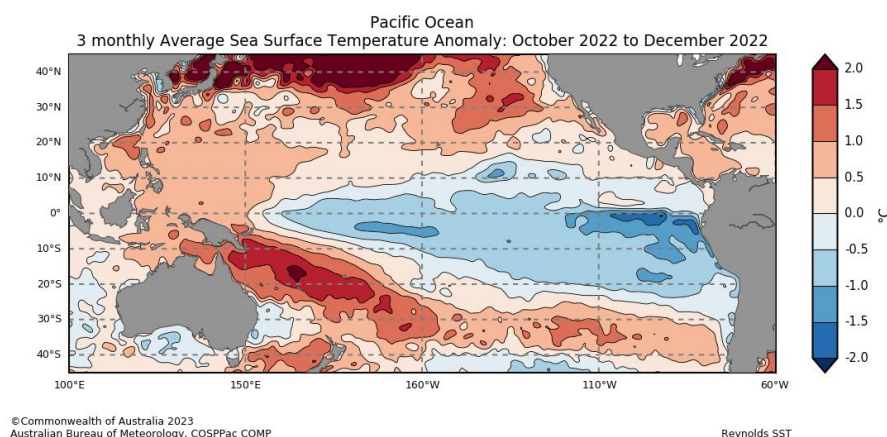 Pacific Ocean
3 monthly Average Sea Surface Temperature Anomaly: October 2022 to December 2022
40°N
30°N
20°N
10°N
0°
10°S
20°S
30°S
40°S
100°E
150°E
160°W
110°W
60°W
2.0
1.5
1.0
0.5
0.0
-0.5
-1.0
-1.5
-2.0
°C
©Commonwealth of Australia 2023
Australian Bureau of Meteorology, COSPPac COMP
Reynolds SST